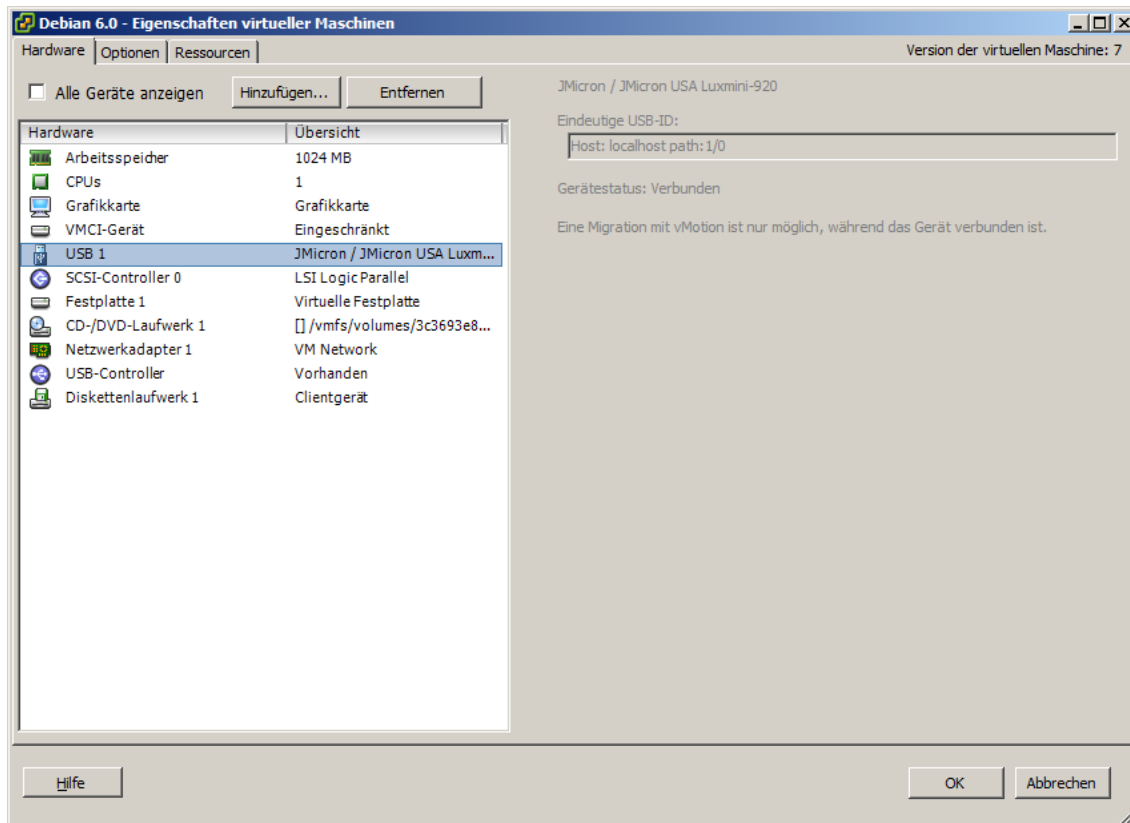 Debian 6.0 - Eigenschaften virtueller Maschinen
Hardware Optionen Ressourcen Version der virtuellen Maschine: 7
Alle Geräte anzeigen Hinzufügen... Entfernen
Hardware Übersicht
Arbeitsspeicher 1024 MB
CPUs 1
Grafikkarte Grafikkarte
VMCI-Gerät Eingeschränkt
USB 1 JMicron / JMicron USA Luxm...
SCSI-Controller 0 LSI Logic Parallel
Festplatte 1 Virtuelle Festplatte
CD-/DVD-Laufwerk 1 [] /vmfs/volumes/3c3693e8...
Netzwerkadapter 1 VM Network
USB-Controller Vorhanden
Diskettenlaufwerk 1 Clientgerät
JMicron / JMicron USA Luxmini-920
Eindeutige USB-ID:
Host: localhost path:1/0
Gerätestatus: Verbunden
Eine Migration mit vMotion ist nur möglich, während das Gerät verbunden ist.
Hilfe OK Abbrechen